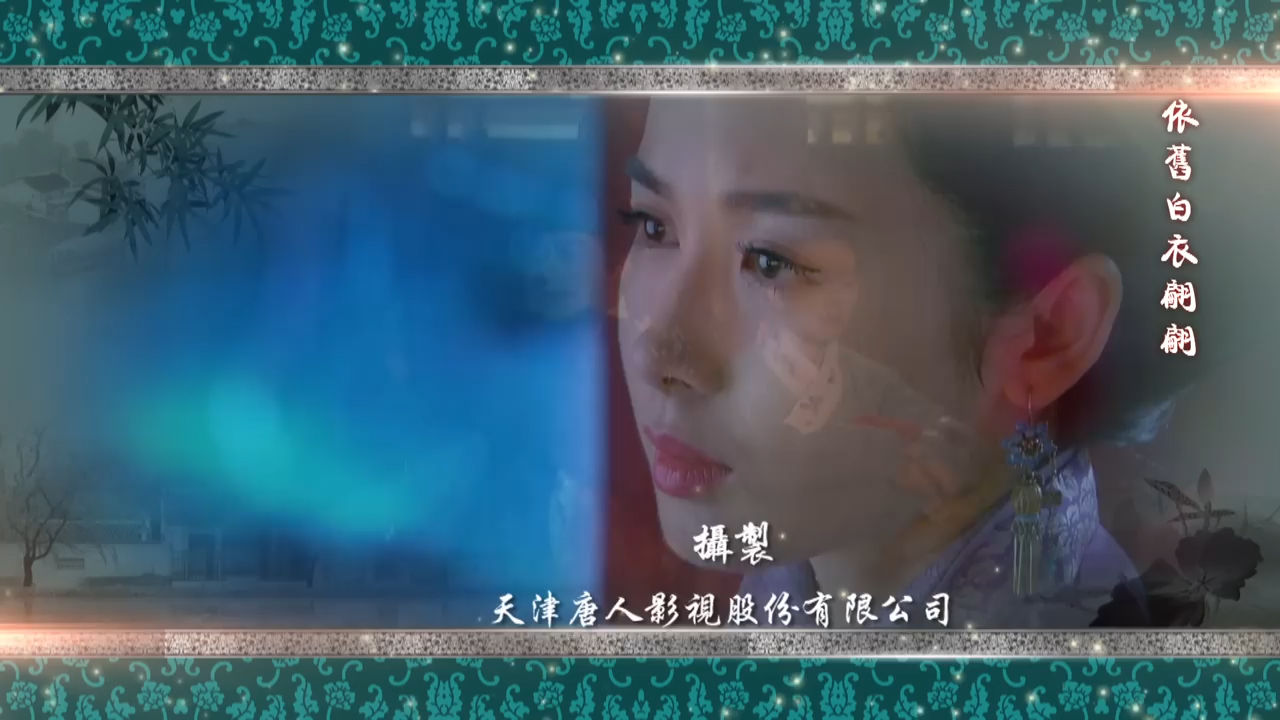 依舊白衣翩翩
攝製
天津唐人影視股份有限公司